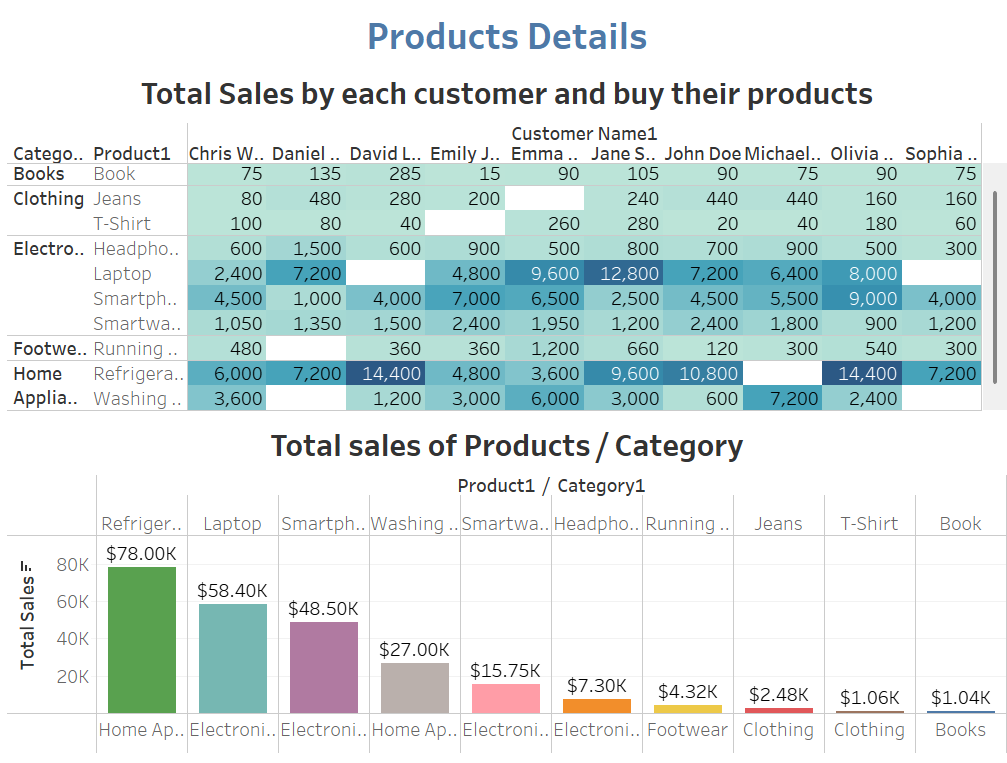 Products Details
Total Sales by each customer and buy their products
Customer Name1
Catego.. Product1 Chris W.. Daniel .. David L.. Emily J.. Emma .. Jane S.. John Doe Michael.. Olivia .. Sophia ..
Books Book 75 135 285 15 90 105 90 75 90 75
Clothing Jeans 80 480 280 200 240 440 440 160 160
T-Shirt 100 80 40 260 280 20 40 180 60
Electro.. Headpho.. 600 1,500 600 900 500 800 700 900 500 300
Laptop 2,400 7,200 4,800 9,600 12,800 7,200 6,400 8,000
Smartph.. 4,500 1,000 4,000 7,000 6,500 2,500 4,500 5,500 9,000 4,000
Smartwa.. 1,050 1,350 1,500 2,400 1,950 1,200 2,400 1,800 900 1,200
Footwe.. Running .. 480 360 360 1,200 660 120 300 540 300
Home Refrigera.. 6,000 7,200 14,400 4,800 3,600 9,600 10,800 14,400 7,200
Applia.. Washing .. 3,600 1,200 3,000 6,000 3,000 600 7,200 2,400
Total sales of Products / Category
Product1 / Category1
Refriger.. Laptop Smartph.. Washing .. Smartwa.. Headpho.. Running .. Jeans T-Shirt Book
Total Sales
80K
60K
40K
20K
$78.00K
$58.40K
$48.50K
$27.00K
$15.75K
$7.30K
$4.32K
$2.48K
$1.06K
$1.04K
Home Ap.. Electroni.. Electroni.. Home Ap.. Electroni.. Electroni.. Footwear Clothing Clothing Books